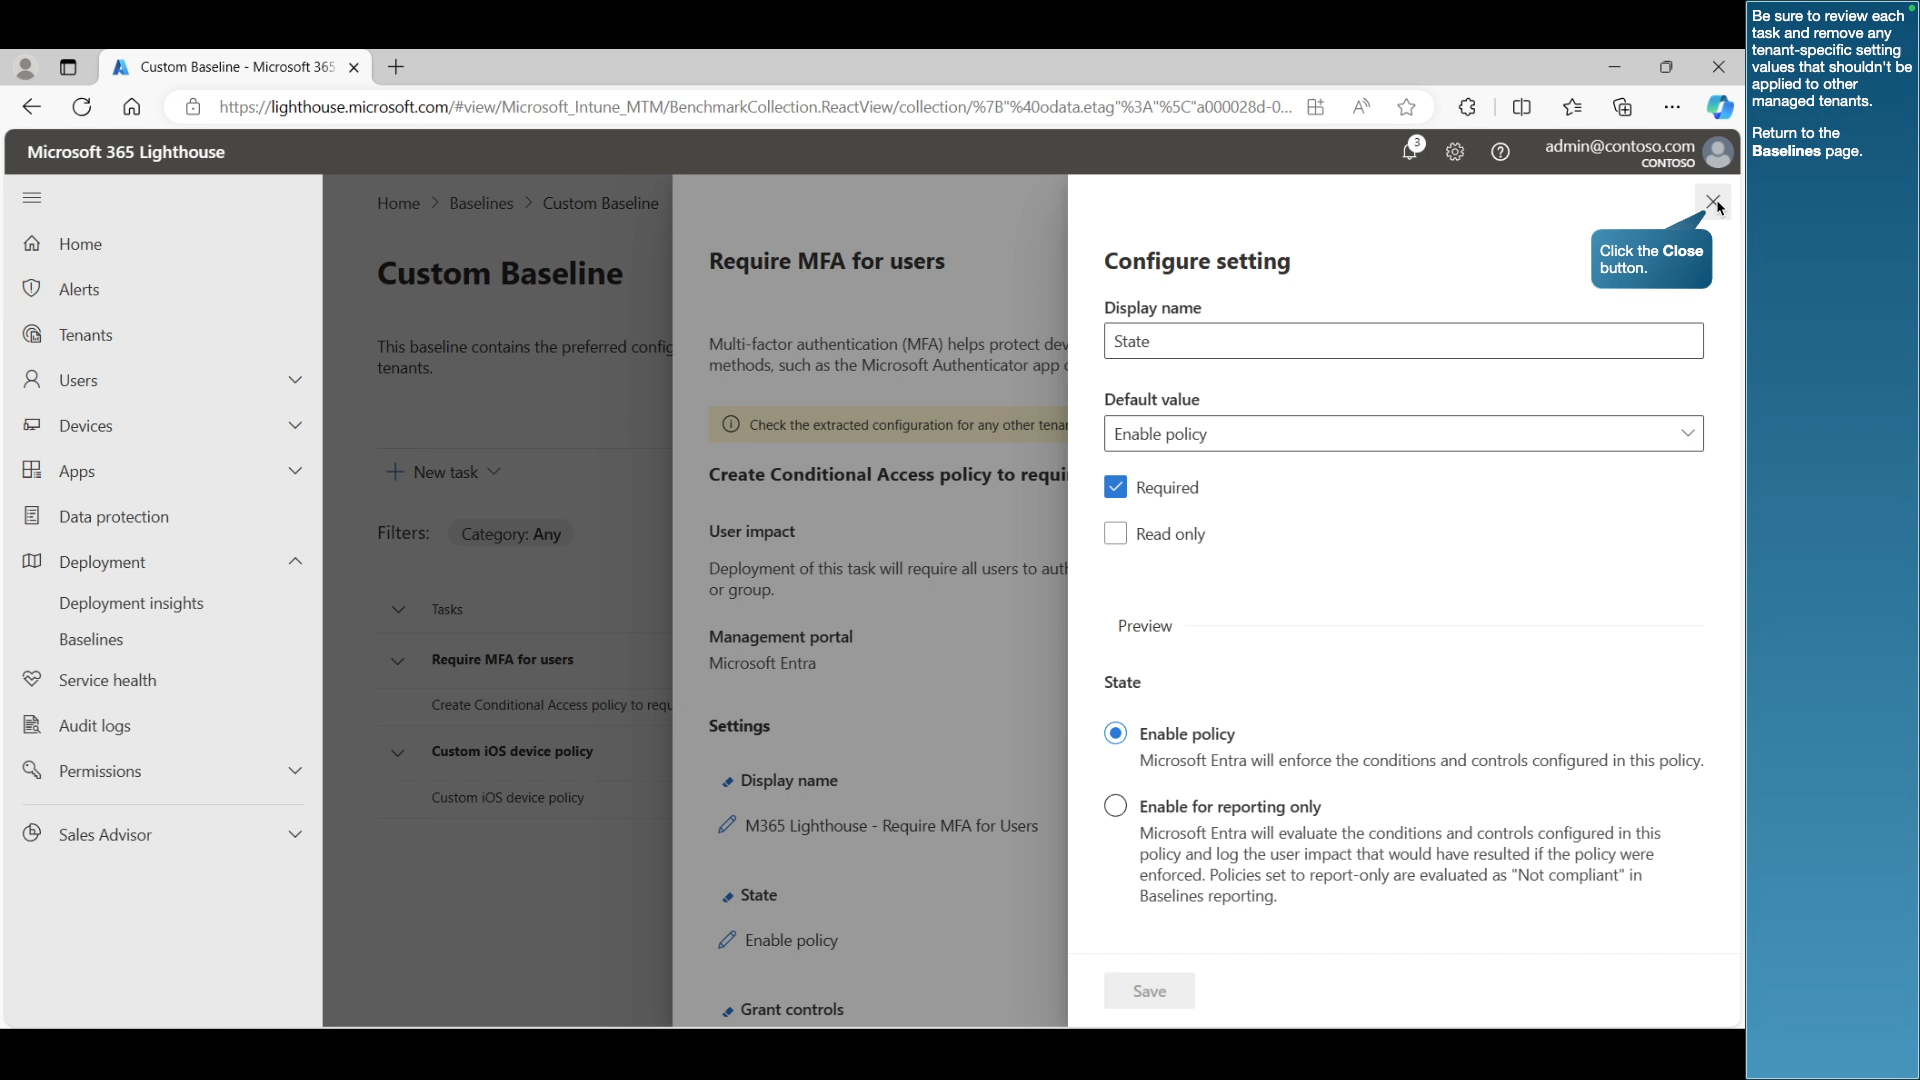 Custom Baseline - Microsoft 365
https://lighthouse.microsoft.com/#view/Microsoft_Intune_MTM/BenchmarkCollection.ReactView/collection/%7B"%40odata.etag"%3A"%5C"a000028d-0...
Microsoft 365 Lighthouse
3
admin@contoso.com
CONTOSO
Home
Alerts
Tenants
Users
Devices
Apps
Data protection
Deployment
Deployment insights
Baselines
Service health
Audit logs
Permissions
Sales Advisor
Home > Baselines > Custom Baseline
Custom Baseline
This baseline contains the preferred config
tenants.
New task
Filters:
Category: Any
Tasks
Require MFA for users
Create Conditional Access policy to requ
Custom iOS device policy
Custom iOS device policy
Require MFA for users
Multi-factor authentication (MFA) helps protect dev
methods, such as the Microsoft Authenticator app
Check the extracted configuration for any other tenan
Create Conditional Access policy to requi
User impact
Deployment of this task will require all users to auth
or group.
Management portal
Microsoft Entra
Settings
Display name
M365 Lighthouse - Require MFA for Users
State
Enable policy
Grant controls
Configure setting
Click the Close
button.
Display name
State
Default value
Enable policy
Required
Read only
Preview
State
Enable policy
Microsoft Entra will enforce the conditions and controls configured in this policy.
Enable for reporting only
Microsoft Entra will evaluate the conditions and controls configured in this
policy and log the user impact that would have resulted if the policy were
enforced. Policies set to report-only are evaluated as "Not compliant" in
Baselines reporting.
Save
Be sure to review each
task and remove any
tenant-specific setting
values that shouldn't be
applied to other
managed tenants.
Return to the
Baselines page.